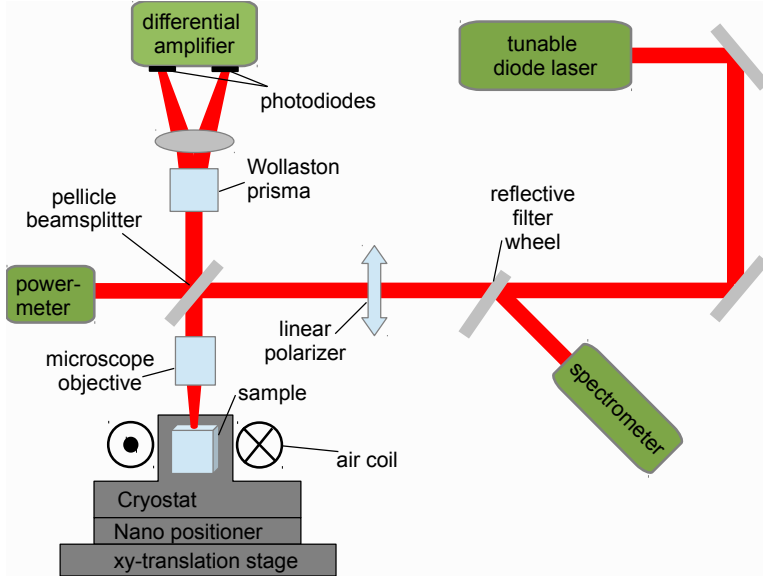 differential
amplifier
tunable
diode laser
photodiodes
Wollaston
prisma
pellicle
beamsplitter
reflective
filter
wheel
power-
meter
linear
polarizer
microscope
objective
spectrometer
sample
air coil
Cryostat
Nano positioner
xy-translation stage